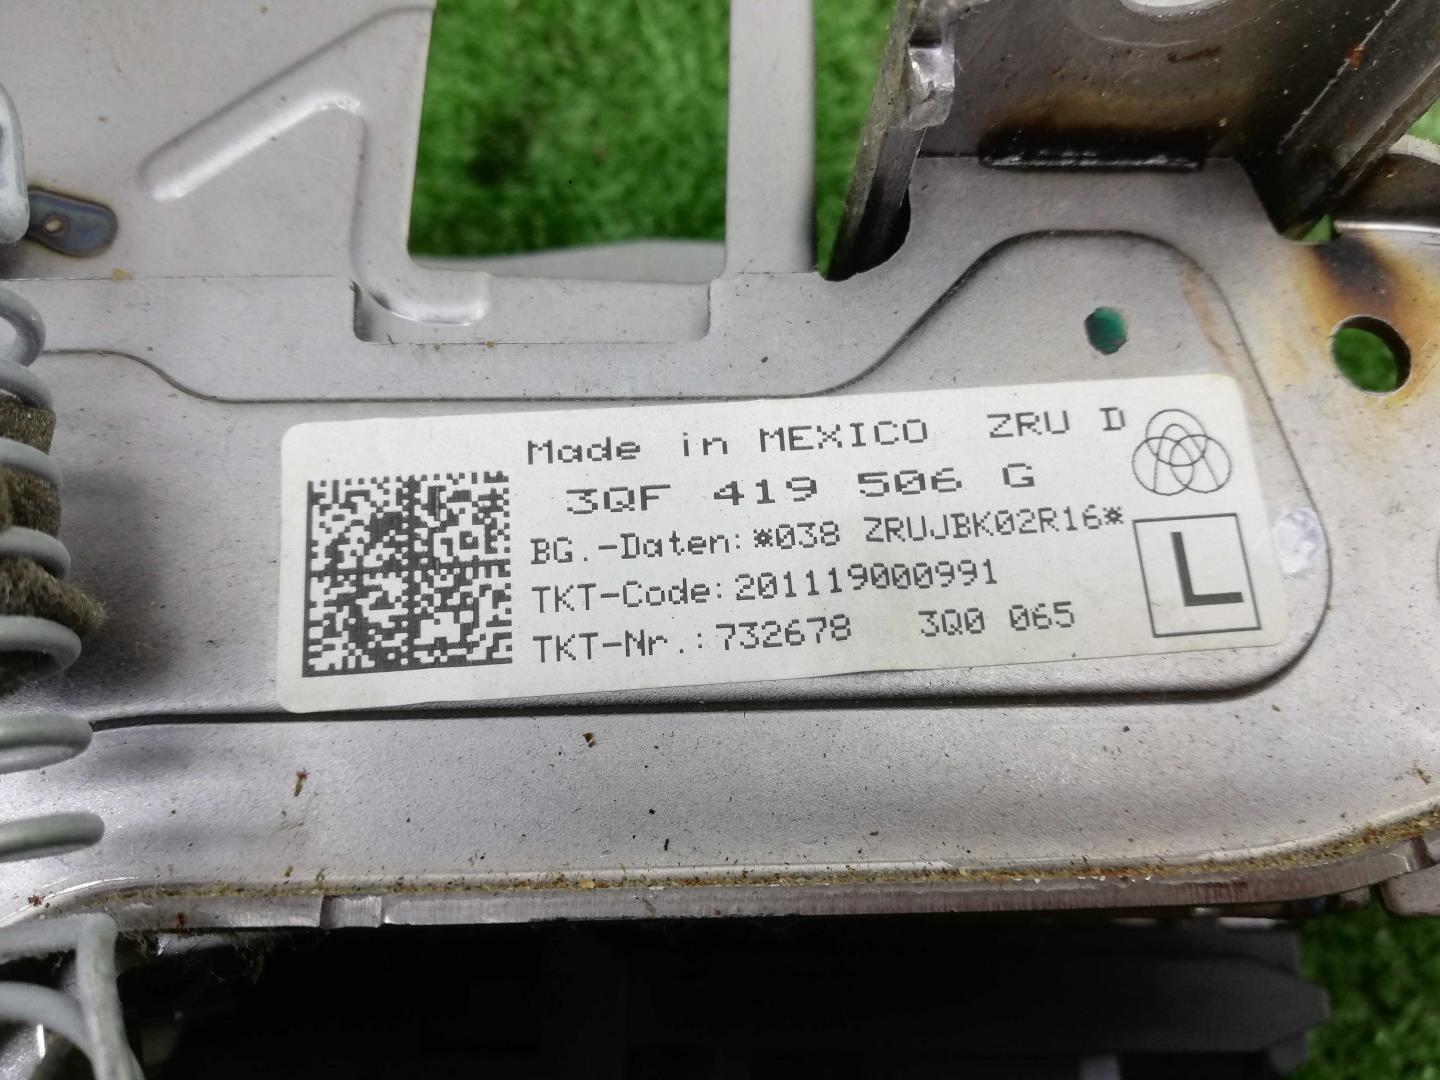 Made in MEXICO ZRU D
3QF 419 506 G
BG.-Daten:*038 ZRUJBK02R16*
TKT-Code:201119000991
TKT-Nr.:732678 3Q0 065
L